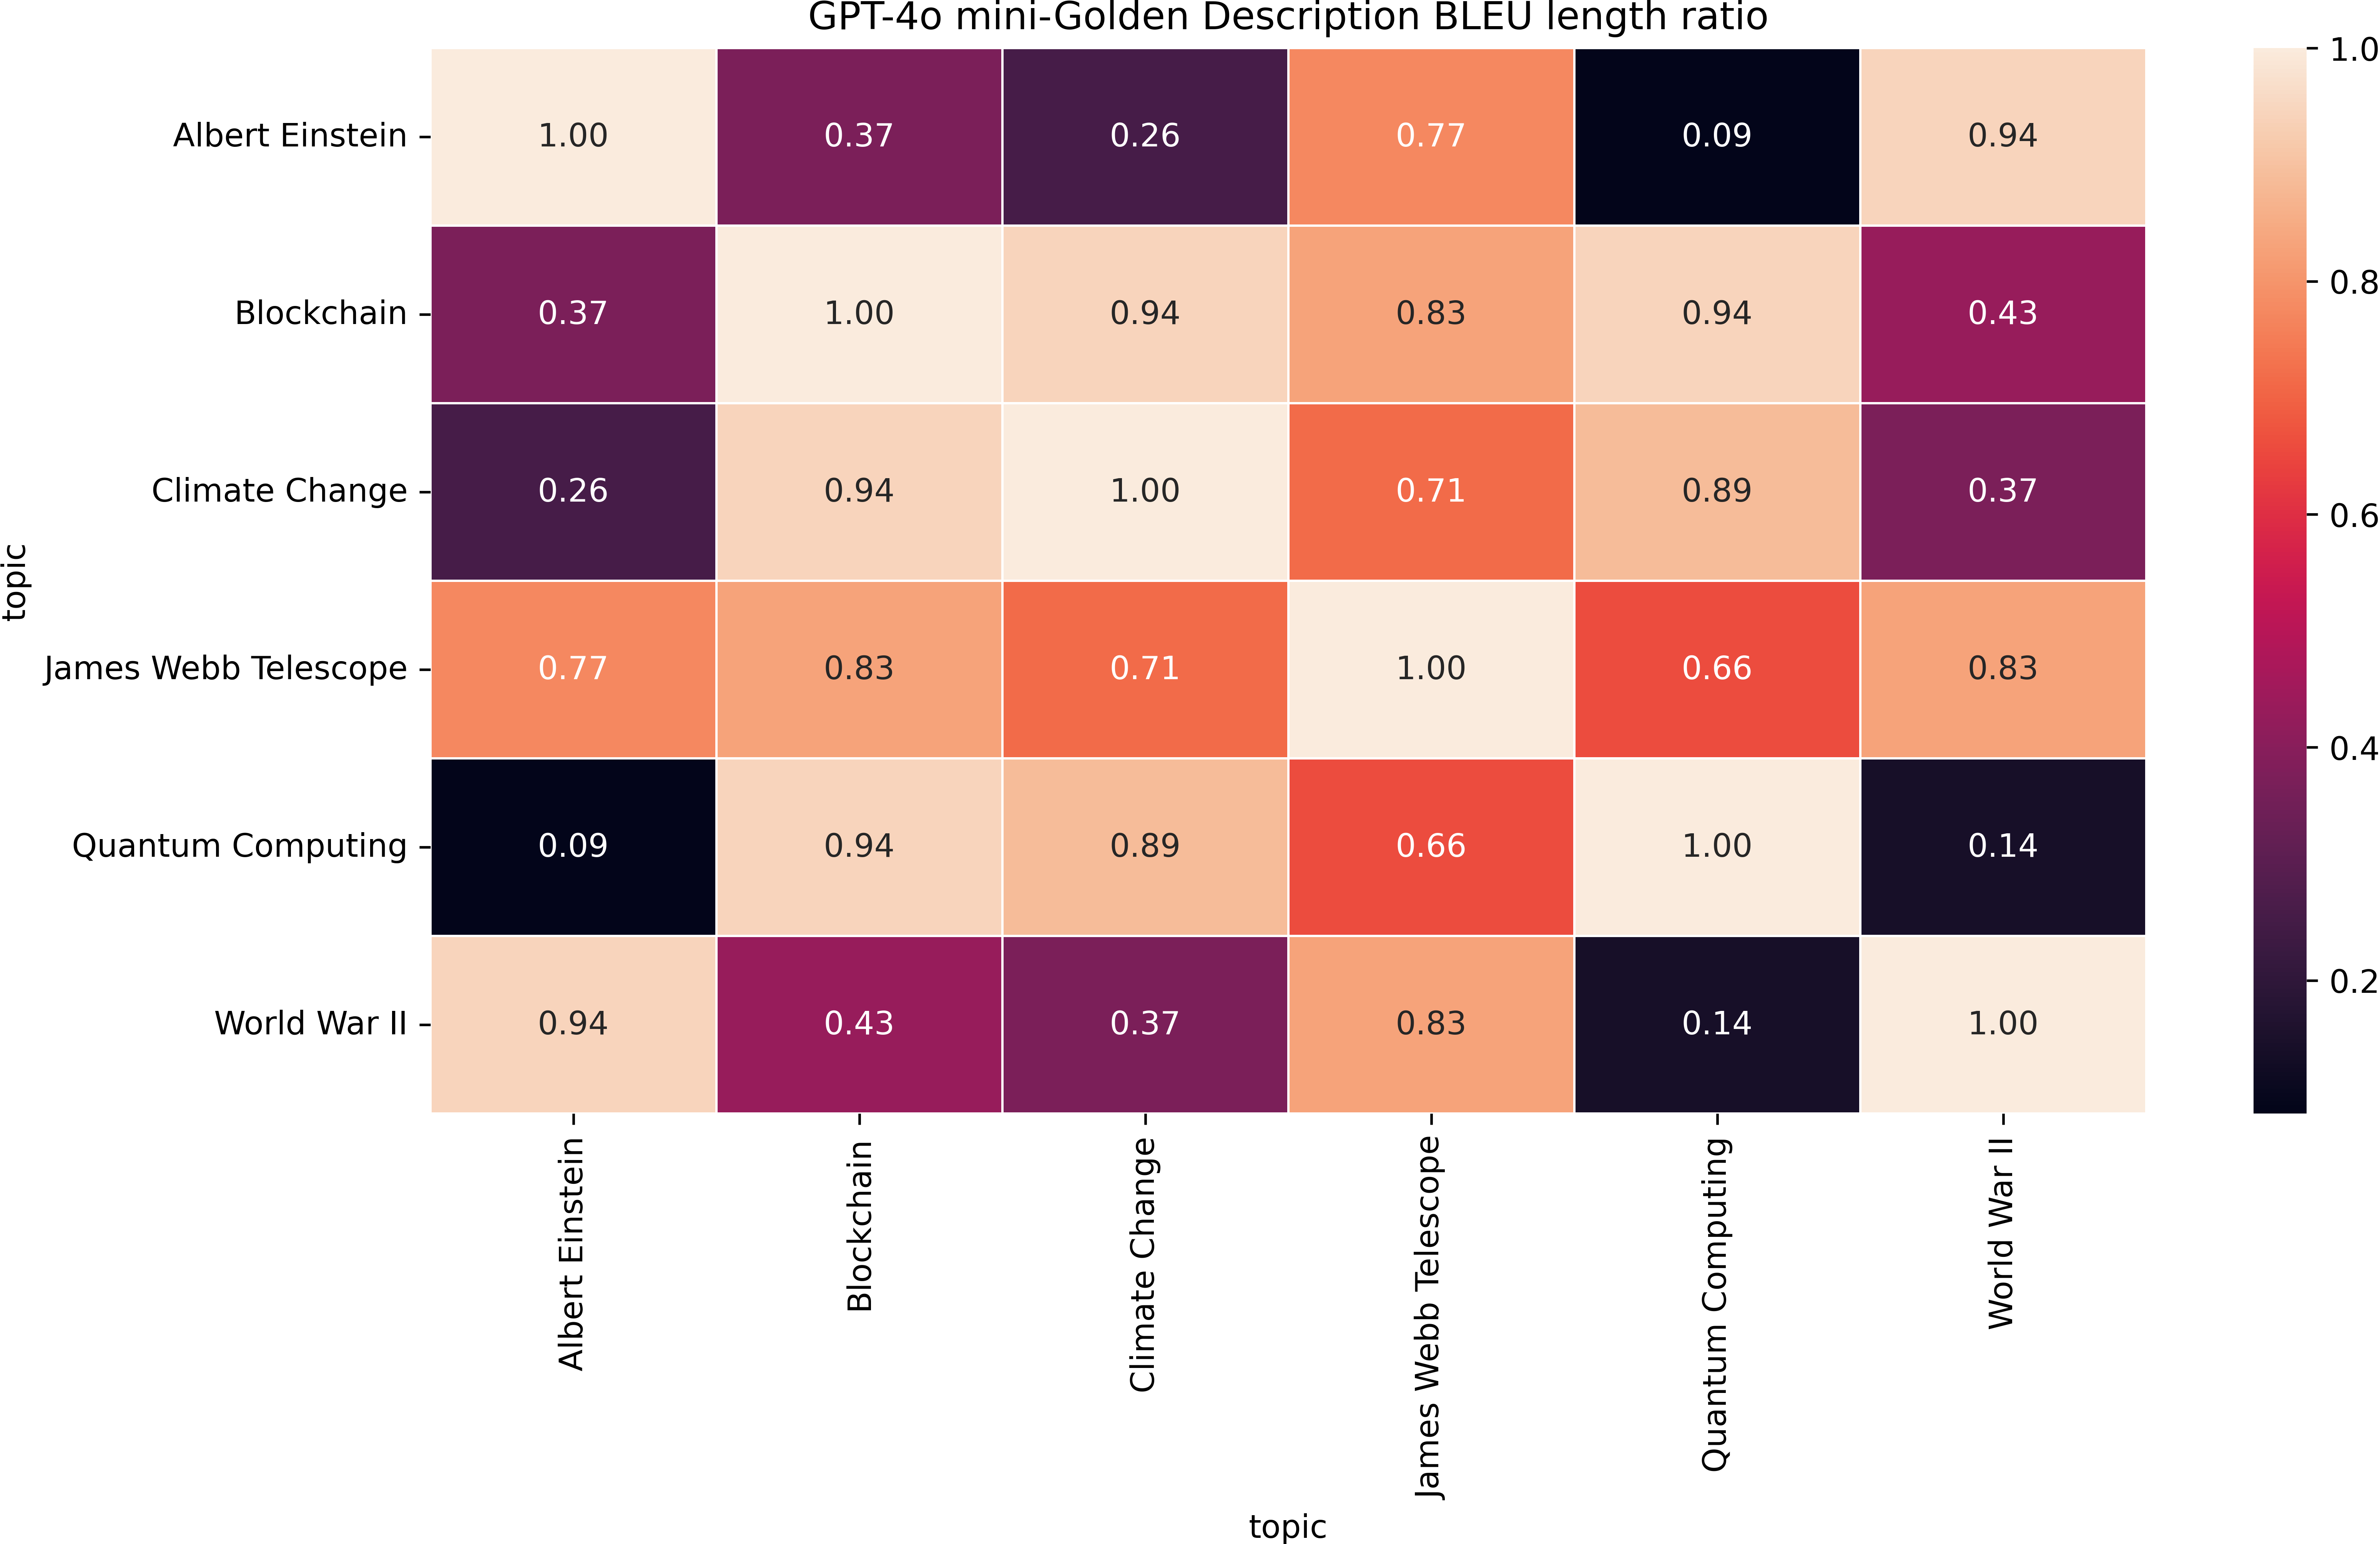 GPT-4o mini-Golden Description BLEU length ratio
topic
Albert Einstein 1.00 0.37 0.26 0.77 0.09 0.94
Blockchain 0.37 1.00 0.94 0.83 0.94 0.43
Climate Change 0.26 0.94 1.00 0.71 0.89 0.37
James Webb Telescope 0.77 0.83 0.71 1.00 0.66 0.83
Quantum Computing 0.09 0.94 0.89 0.66 1.00 0.14
World War II 0.94 0.43 0.37 0.83 0.14 1.00
Albert Einstein
Blockchain
Climate Change
James Webb Telescope
Quantum Computing
World War II
topic
1.0
0.8
0.6
0.4
0.2